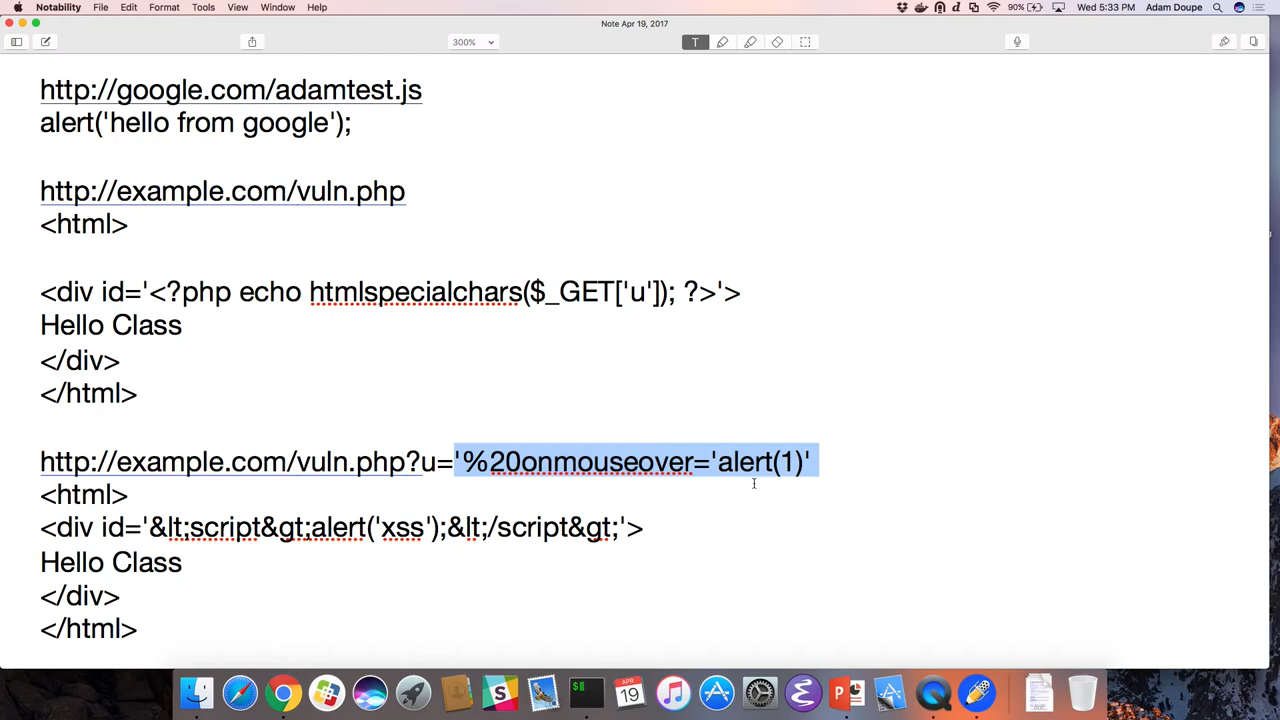 Notability File Edit Format Tools View Window Help
90% Wed 5:33 PM Adam Doupe
Note Apr 19, 2017
300%
T
http://google.com/adamtest.js
alert('hello from google');
http://example.com/vuln.php
<html>
<div id='<?php echo htmlspecialchars($_GET['u']); ?>'>
Hello Class
</div>
</html>
http://example.com/vuln.php?u='%20onmouseover='alert(1)'
<html>
<div id='&lt;script&gt;alert('xss');&lt;/script&gt;'>
Hello Class
</div>
</html>
APR
19